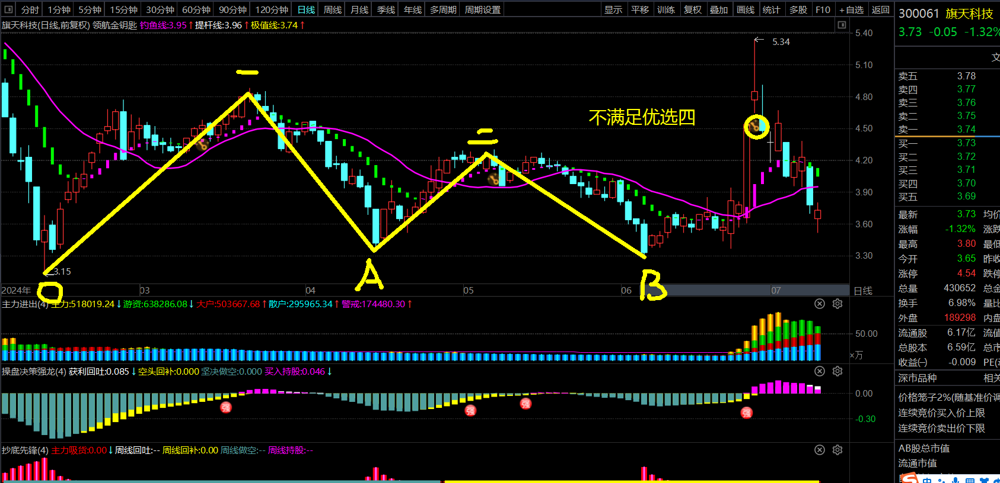 分时 1分钟 5分钟 15分钟 30分钟 60分钟 90分钟 120分钟 日线 周线 月线 季线 年线 多周期 周期设置 显示 平移 训练 复权 叠加 画线 统计 多股 F10 +自选 返回
300061 旗天科技
3.73 -0.05 -1.32%
旗天科技(日线,前复权) 领航金钥匙 钓鱼线:3.95↑ 提杆线:3.96↑ 极值线:3.74↑
5.40
5.34
5.10
4.80
4.50
4.20
3.90
3.60
3.30
一
二
不满足优选四
3.15
O
A
B
2024年 03 04 05 06 07 日线
主力进出(4) 主力:518019.24↓ 游资:638286.08↓ 大户:503667.68↑ 散户:295965.34↑ 警戒:174480.30↑
50.00
×万
操盘决策强龙(4) 获利回吐:0.085↓ 空头回补:0.000 坚决做空:0.000 买入持股:0.046↓
0.00
-0.30
强 强 强 强
抄底先锋(4) 主力吸货:0.00↓ 周线回吐:-- 周线回补:0.00 周线做空:-- 周线持股:--
文
卖五 3.78
卖四 3.77
卖三 3.76
卖二 3.75
卖一 3.74
买一 3.73
买二 3.72
买三 3.71
买四 3.70
买五 3.69
最新 3.73 均价
涨幅 -1.32% 涨跌
最高 3.80 最低
今开 3.65 昨收
涨停 4.54 跌停
总量 430652 总金
换手 6.98% 量比
外盘 189298 内盘
流通股 6.17亿 流值
总股本 6.59亿 总市
收益(一) -0.009 PE(动
深市品种 相关
价格笼子2%(随基准价调
连续竞价买入价上限
连续竞价卖出价下限
AB股总市值
流通市值
中